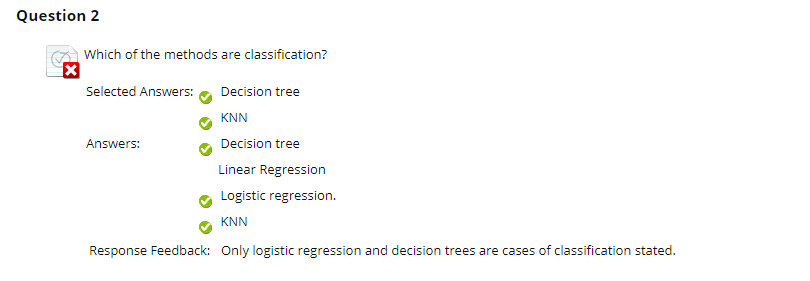 Question 2
Which of the methods are classification?
Selected Answers: Decision tree
KNN
Answers: Decision tree
Linear Regression
Logistic regression.
KNN
Response Feedback: Only logistic regression and decision trees are cases of classification stated.